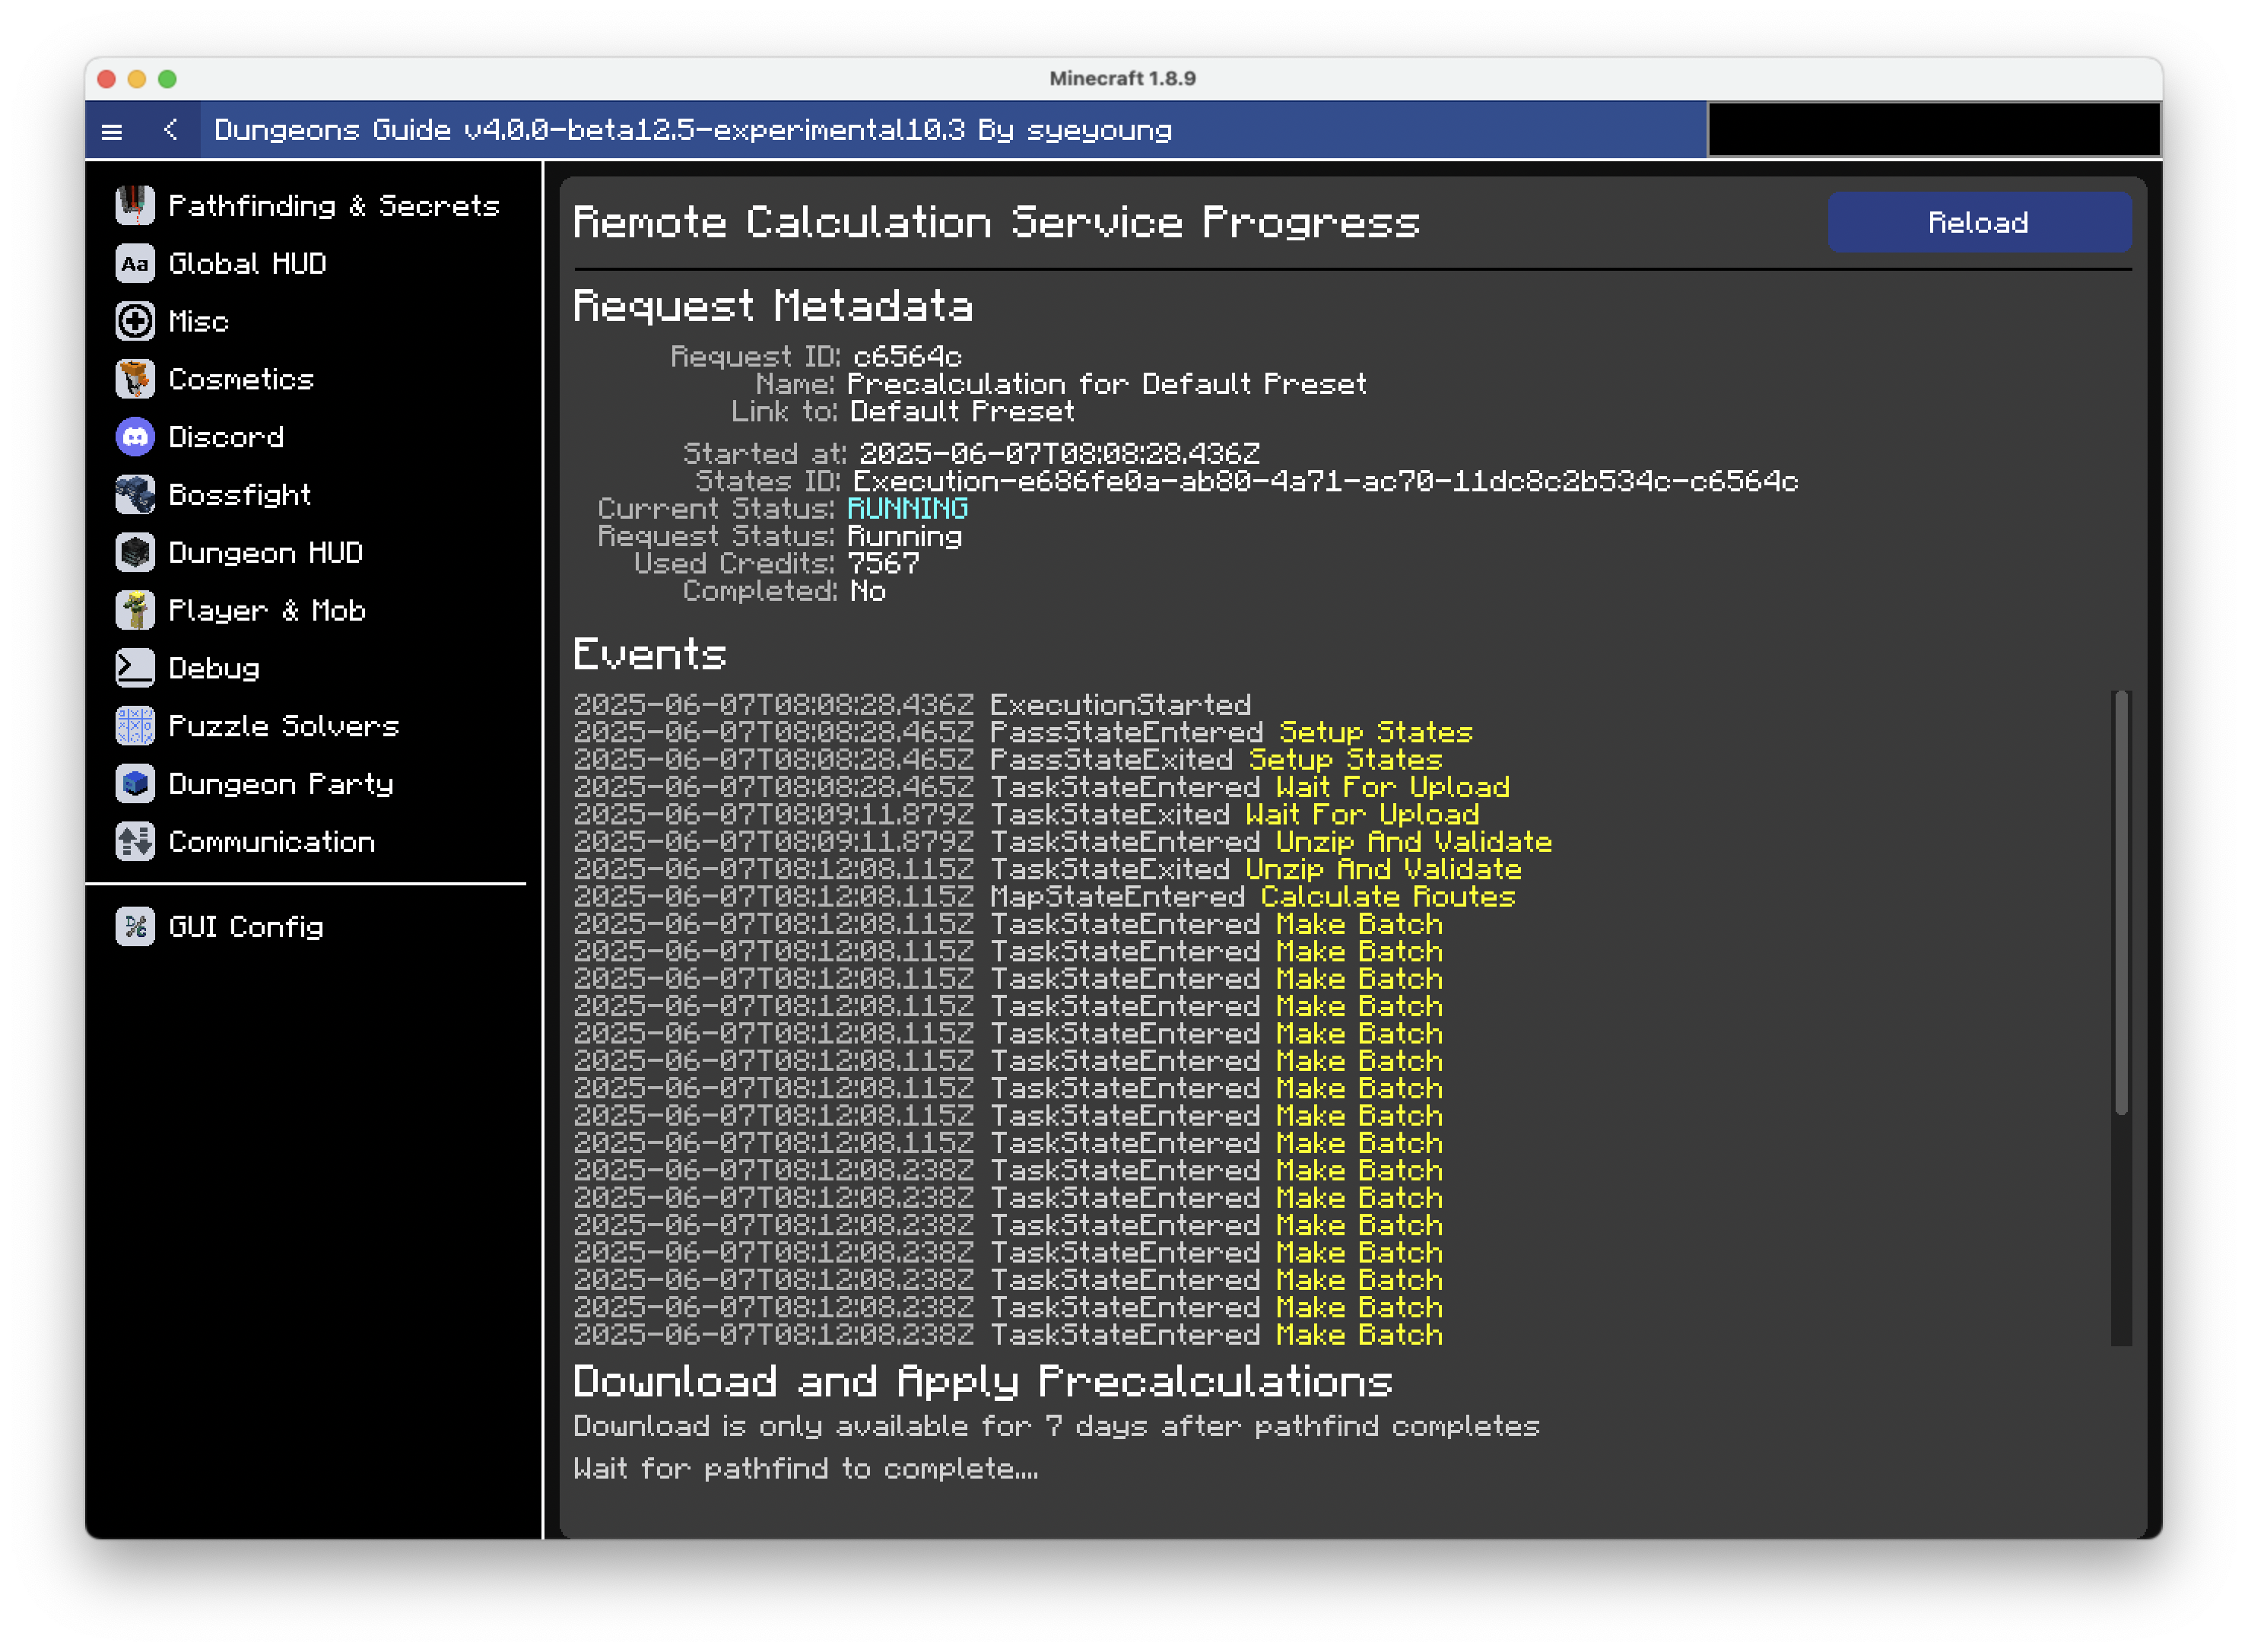 Minecraft 1.8.9
Dungeons Guide v4.0.0-beta12.5-experimental10.3 By syeyoung
Pathfinding & Secrets
Aa Global HUD
Misc
Cosmetics
Discord
Bossfight
Dungeon HUD
Player & Mob
Debug
Puzzle Solvers
Dungeon Party
Communication
GUI Config
Remote Calculation Service Progress
Reload
Request Metadata
Request ID: c6564c
Name: Precalculation for Default Preset
Link to: Default Preset
Started at: 2025-06-07T08:08:28.436Z
States ID: Execution-e686fe0a-ab80-4a71-ac70-11dc8c2b534c-c6564c
Current Status: RUNNING
Request Status: Running
Used Credits: 7567
Completed: No
Events
2025-06-07T08:08:28.436Z ExecutionStarted
2025-06-07T08:08:28.465Z PassStateEntered Setup States
2025-06-07T08:08:28.465Z PassStateExited Setup States
2025-06-07T08:08:28.465Z TaskStateEntered Wait For Upload
2025-06-07T08:09:11.879Z TaskStateExited Wait For Upload
2025-06-07T08:09:11.879Z TaskStateEntered Unzip And Validate
2025-06-07T08:12:08.115Z TaskStateExited Unzip And Validate
2025-06-07T08:12:08.115Z MapStateEntered Calculate Routes
2025-06-07T08:12:08.115Z TaskStateEntered Make Batch
2025-06-07T08:12:08.115Z TaskStateEntered Make Batch
2025-06-07T08:12:08.115Z TaskStateEntered Make Batch
2025-06-07T08:12:08.115Z TaskStateEntered Make Batch
2025-06-07T08:12:08.115Z TaskStateEntered Make Batch
2025-06-07T08:12:08.115Z TaskStateEntered Make Batch
2025-06-07T08:12:08.115Z TaskStateEntered Make Batch
2025-06-07T08:12:08.115Z TaskStateEntered Make Batch
2025-06-07T08:12:08.115Z TaskStateEntered Make Batch
2025-06-07T08:12:08.238Z TaskStateEntered Make Batch
2025-06-07T08:12:08.238Z TaskStateEntered Make Batch
2025-06-07T08:12:08.238Z TaskStateEntered Make Batch
2025-06-07T08:12:08.238Z TaskStateEntered Make Batch
2025-06-07T08:12:08.238Z TaskStateEntered Make Batch
2025-06-07T08:12:08.238Z TaskStateEntered Make Batch
2025-06-07T08:12:08.238Z TaskStateEntered Make Batch
Download and Apply Precalculations
Download is only available for 7 days after pathfind completes
Wait for pathfind to complete....